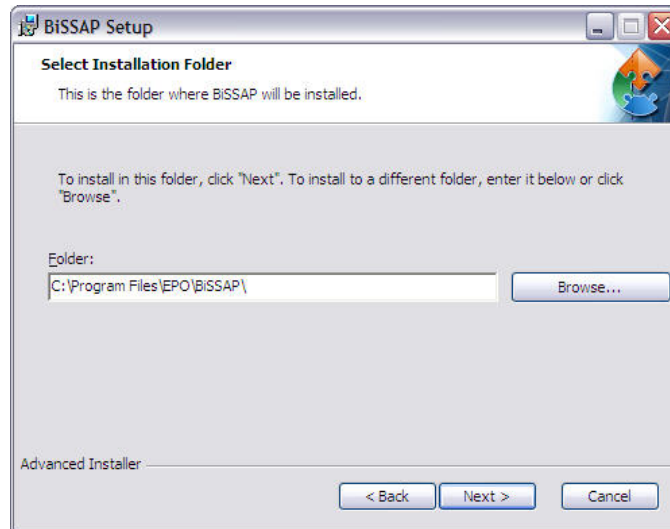 BiSSAP Setup
Select Installation Folder
This is the folder where BiSSAP will be installed.
To install in this folder, click "Next". To install to a different folder, enter it below or click
"Browse".
Folder:
C:\Program Files\EPO\BiSSAP\
Browse...
Advanced Installer
< Back
Next >
Cancel